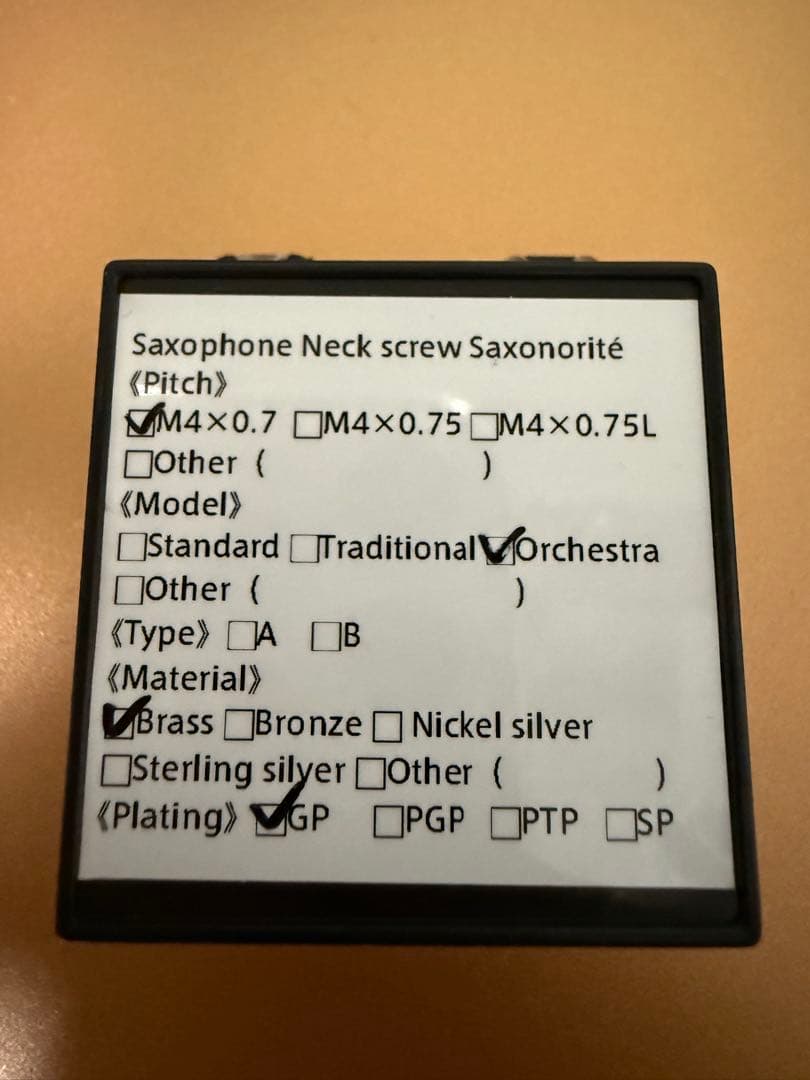 Saxophone Neck screw Saxonorité
《Pitch》
☑M4×0.7 □M4×0.75 □M4×0.75L
□Other ( )
《Model》
□Standard □Traditional ☑Orchestra
□Other ( )
《Type》 □A □B
《Material》
☑Brass □Bronze □ Nickel silver
□Sterling silver □Other ( )
《Plating》 ☑GP □PGP □PTP □SP